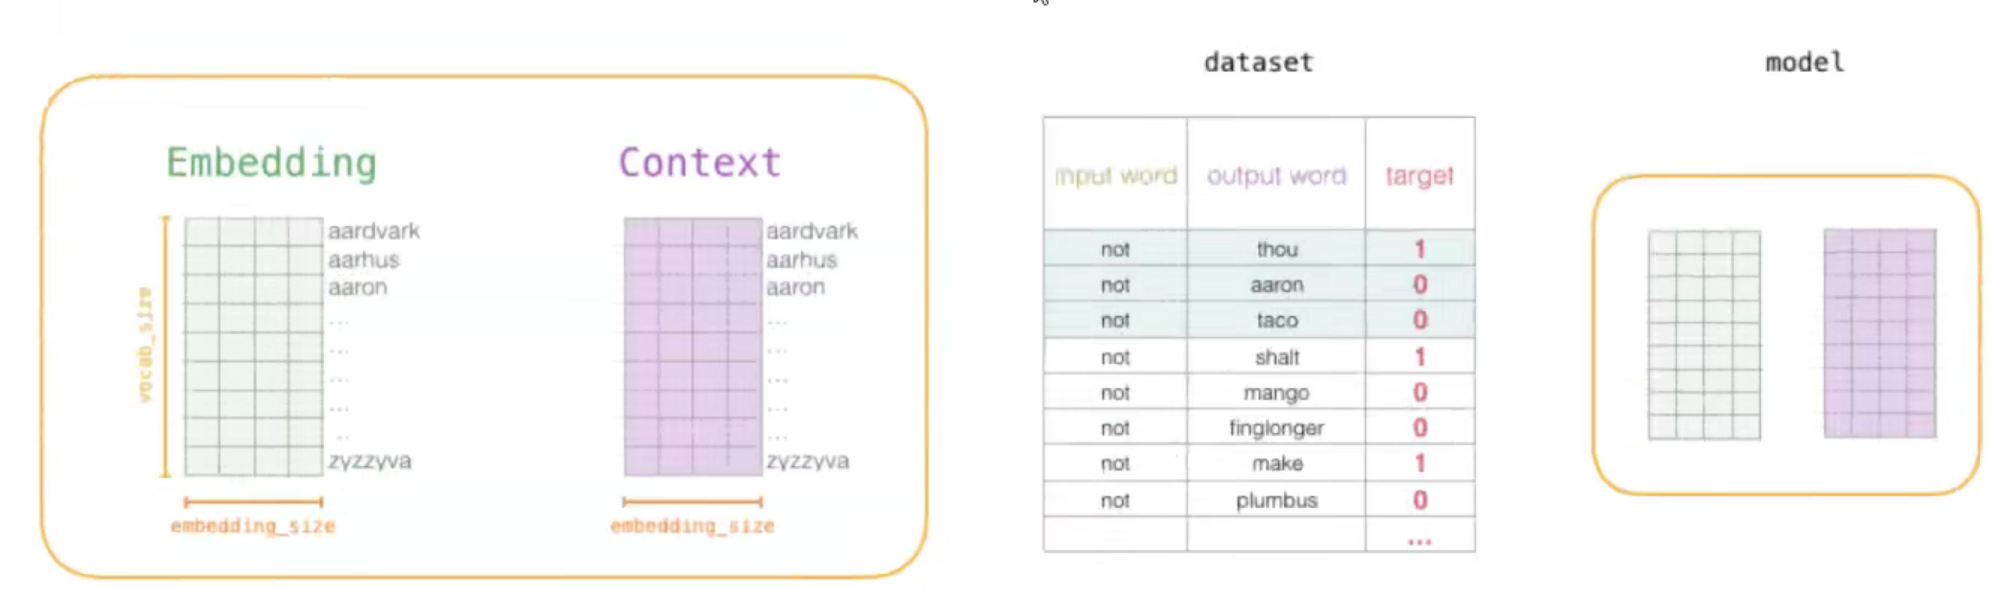 dataset
model
Embedding
Context
vocab_size
aardvark
aarhus
aaron
...
...
...
...
..
zyzzyva
embedding_size
aardvark
aarhus
aaron
...
...
...
...
...
zyzzyva
embedding_size
input word output word target
not thou 1
not aaron 0
not taco 0
not shalt 1
not mango 0
not finglonger 0
not make 1
not plumbus 0
...